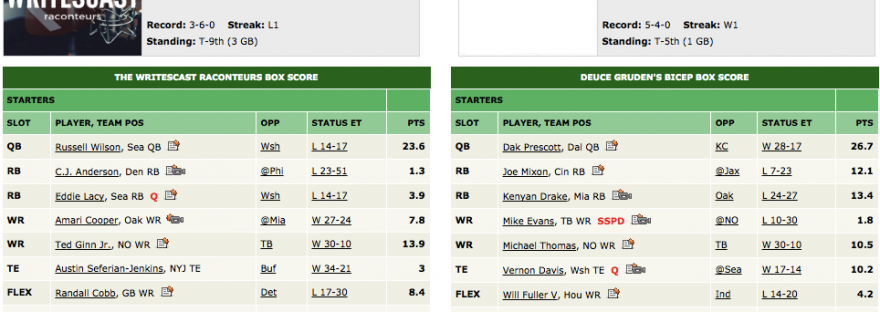 WRITESCAST
raconteurs
Record: 3-6-0 Streak: L1
Standing: T-9th (3 GB)
Record: 5-4-0 Streak: W1
Standing: T-5th (1 GB)
THE WRITESCAST RACONTEURS BOX SCORE
STARTERS
SLOT PLAYER, TEAM POS OPP STATUS ET PTS
QB Russell Wilson, Sea QB Wsh L 14-17 23.6
RB C.J. Anderson, Den RB @Phi L 23-51 1.3
RB Eddie Lacy, Sea RB Q Wsh L 14-17 3.9
WR Amari Cooper, Oak WR @Mia W 27-24 7.8
WR Ted Ginn Jr., NO WR TB W 30-10 13.9
TE Austin Seferian-Jenkins, NYJ TE Buf W 34-21 3
FLEX Randall Cobb, GB WR Det L 17-30 8.4
DEUCE GRUDEN'S BICEP BOX SCORE
STARTERS
SLOT PLAYER, TEAM POS OPP STATUS ET PTS
QB Dak Prescott, Dal QB KC W 28-17 26.7
RB Joe Mixon, Cin RB @Jax L 7-23 12.1
RB Kenyan Drake, Mia RB Oak L 24-27 13.4
WR Mike Evans, TB WR SSPD @NO L 10-30 1.8
WR Michael Thomas, NO WR TB W 30-10 10.5
TE Vernon Davis, Wsh TE Q @Sea W 17-14 10.2
FLEX Will Fuller V, Hou WR Ind L 14-20 4.2